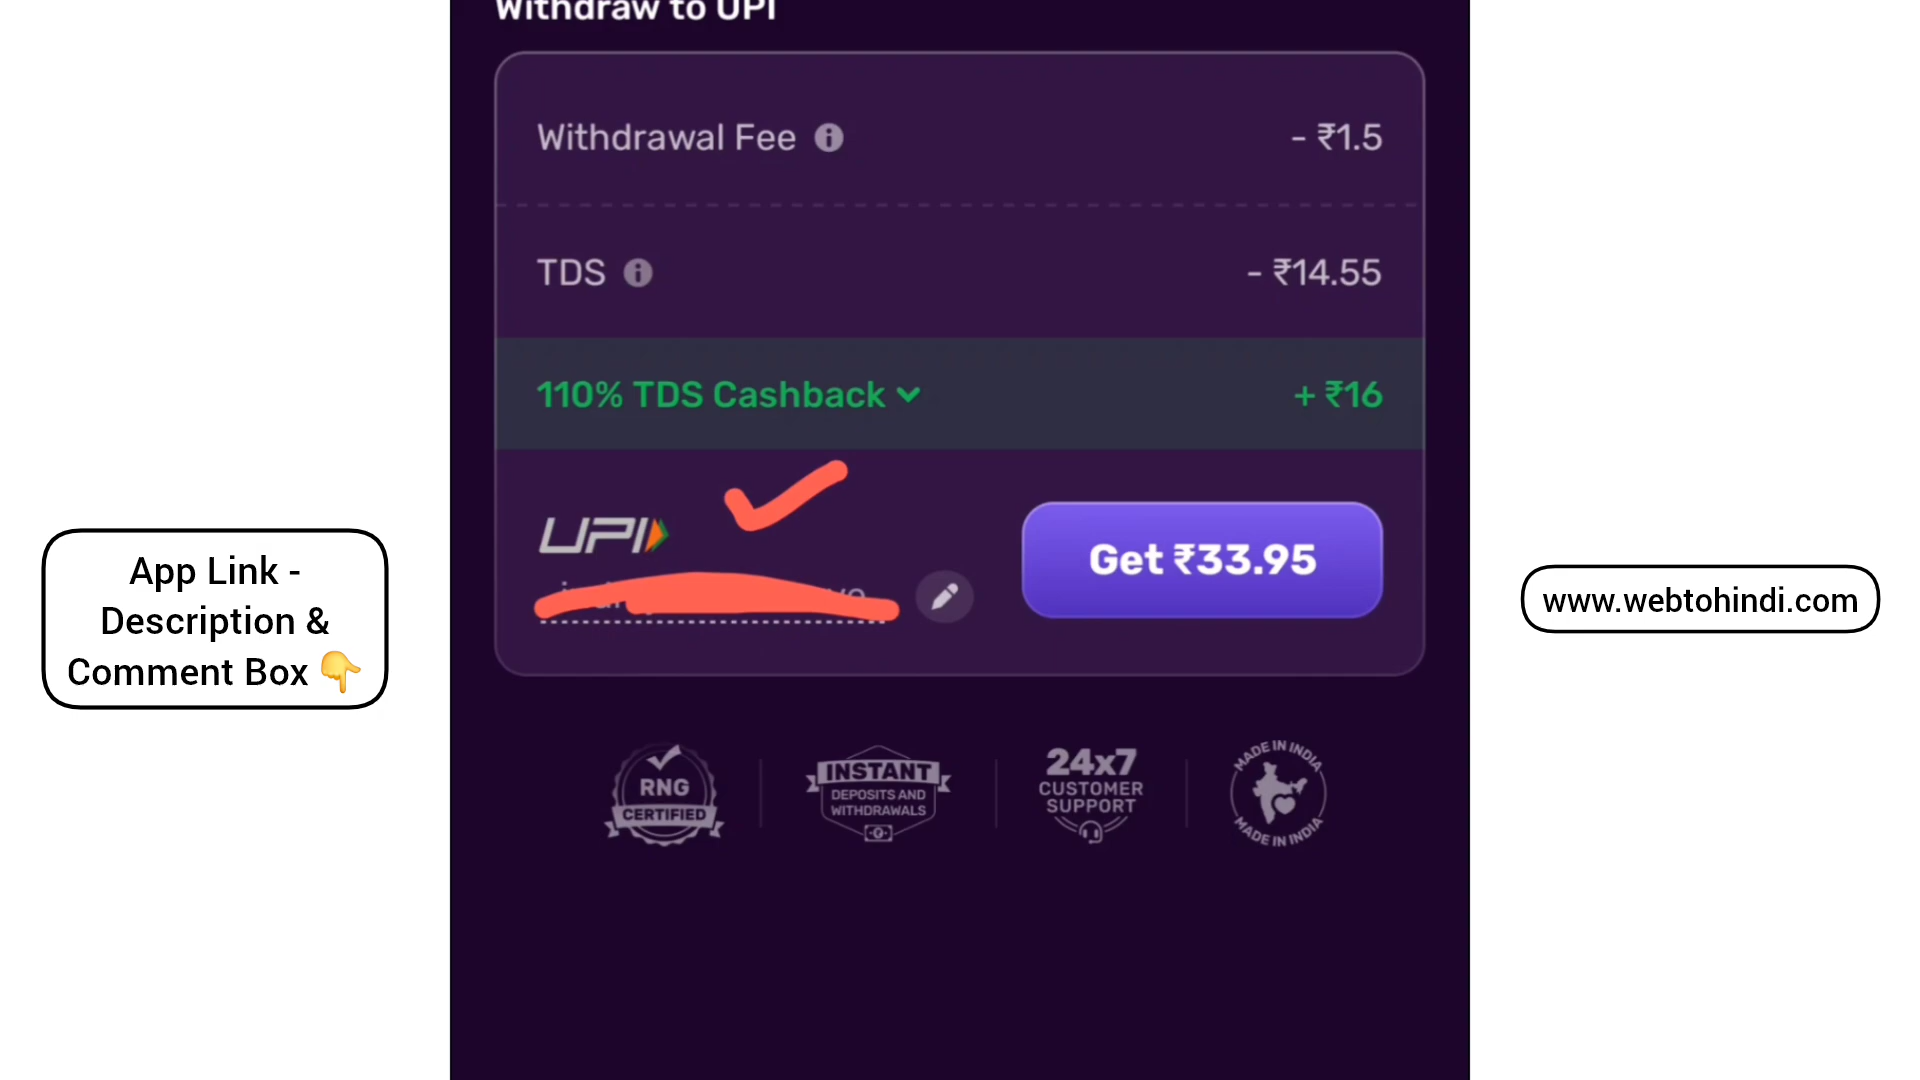 Withdraw to UPI
Withdrawal Fee
- ₹1.5
TDS
- ₹14.55
110% TDS Cashback
+ ₹16
UPI
Get ₹33.95
App Link -
Description &
Comment Box 👇
www.webtohindi.com
RNG
CERTIFIED
INSTANT
DEPOSITS AND
WITHDRAWALS
24x7
CUSTOMER
SUPPORT
MADE IN INDIA
MADE IN INDIA